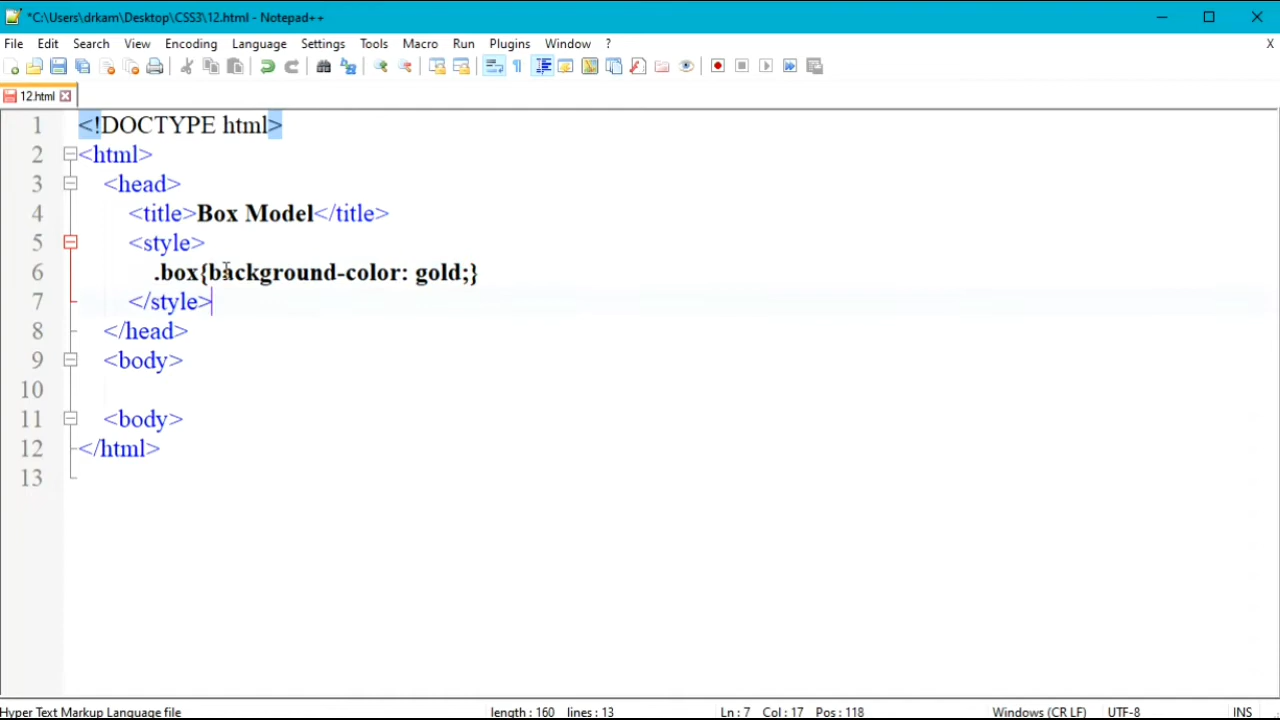 *C:\Users\drkam\Desktop\CSS3\12.html - Notepad++
File Edit Search View Encoding Language Settings Tools Macro Run Plugins Window ? X
12.html
1 <!DOCTYPE html>
2 <html>
3 <head>
4 <title>Box Model</title>
5 <style>
6 .box{background-color: gold;}
7 </style>
8 </head>
9 <body>
10
11 <body>
12 </html>
13
Hyper Text Markup Language file length : 160 lines : 13 Ln : 7 Col : 17 Pos : 118 Windows (CR LF) UTF-8 INS